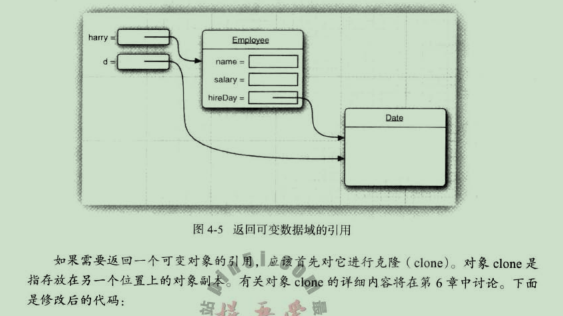 harry =
Employee
d =
name =
salary =
hireDay =
Date
图 4-5 返回可变数据域的引用
如果需要返回一个可变对象的引用，应该首先对它进行克隆（clone）。对象 clone 是
指存放在另一个位置上的对象副本。有关对象 clone 的详细内容将在第 6 章中讨论。下面
是修改后的代码：